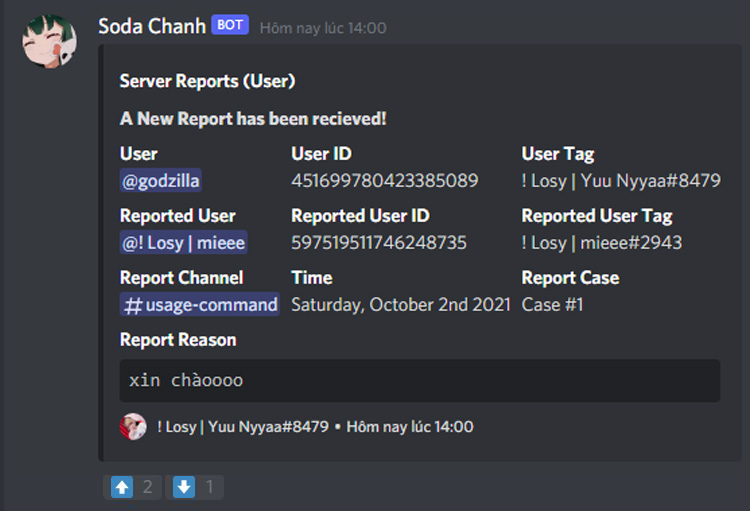 Soda Chanh BOT Hôm nay lúc 14:00
Server Reports (User)
A New Report has been recieved!
User User ID User Tag
@godzilla 451699780423385089 ! Losy | Yuu Nyyaa#8479
Reported User Reported User ID Reported User Tag
@! Losy | mieee 597519511746248735 ! Losy | mieee#2943
Report Channel Time Report Case
#usage-command Saturday, October 2nd 2021 Case #1
Report Reason
xin chàoooo
! Losy | Yuu Nyyaa#8479 • Hôm nay lúc 14:00
2 1